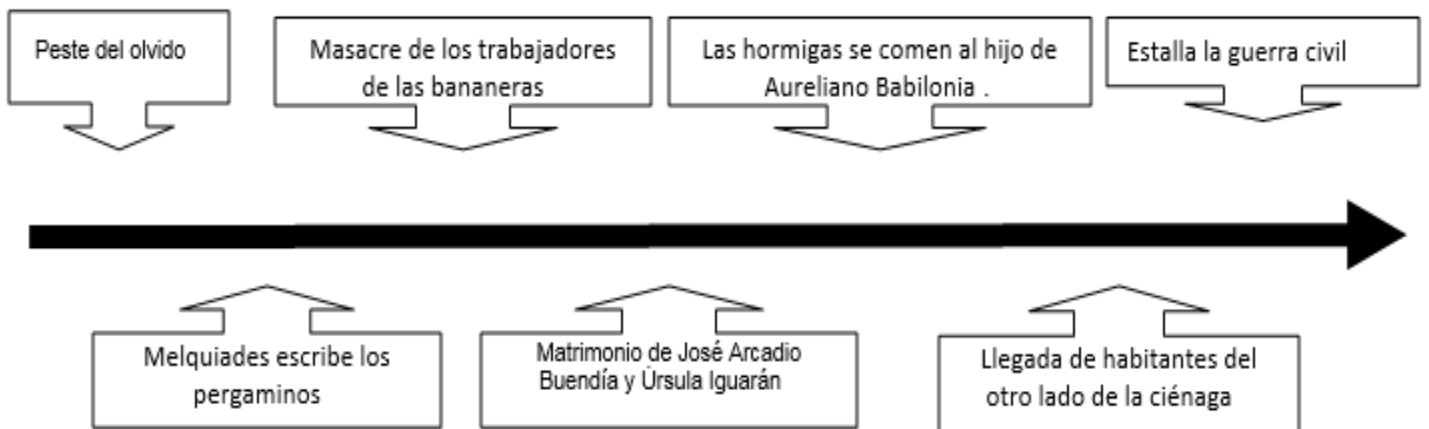 Peste del olvido
Masacre de los trabajadores
de las bananeras
Las hormigas se comen al hijo de
Aureliano Babilonia .
Estalla la guerra civil
Melquiades escribe los
pergaminos
Matrimonio de José Arcadio
Buendía y Úrsula Iguarán
Llegada de habitantes del
otro lado de la ciénaga